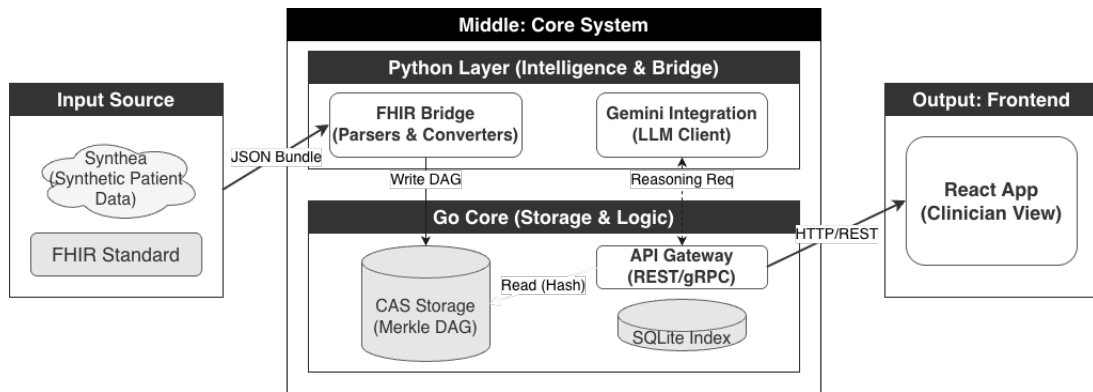 Middle: Core System
Python Layer (Intelligence & Bridge)
Input Source
Synthea
(Synthetic Patient
Data)
FHIR Standard
JSON Bundle
FHIR Bridge
(Parsers & Converters)
Gemini Integration
(LLM Client)
Write DAG
Reasoning Req
Go Core (Storage & Logic)
CAS Storage
(Merkle DAG)
Read (Hash)
API Gateway
(REST/gRPC)
SQLite Index
HTTP/REST
Output: Frontend
React App
(Clinician View)